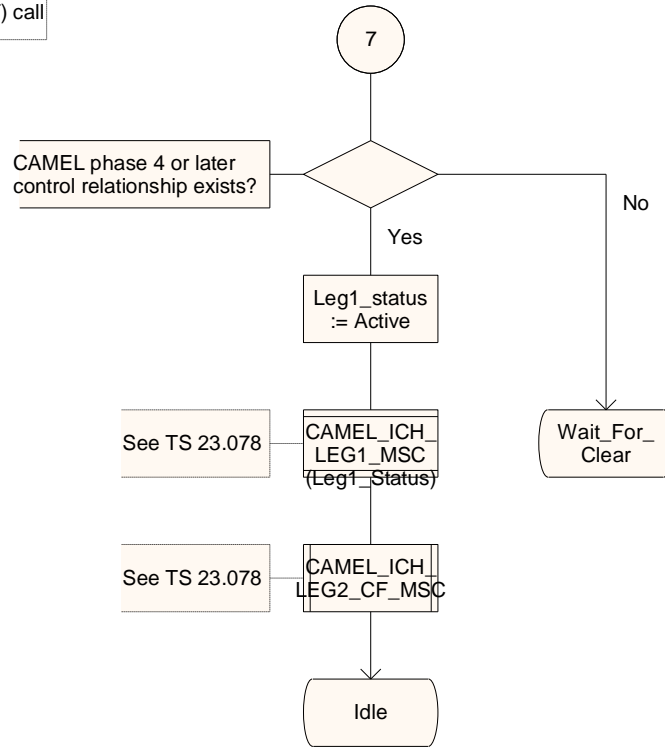 ) call
7
CAMEL phase 4 or later
control relationship exists?
No
Yes
Leg1_status
:= Active
See TS 23.078
CAMEL_ICH_
LEG1_MSC
(Leg1_Status)
Wait_For_
Clear
See TS 23.078
CAMEL_ICH_
LEG2_CF_MSC
Idle